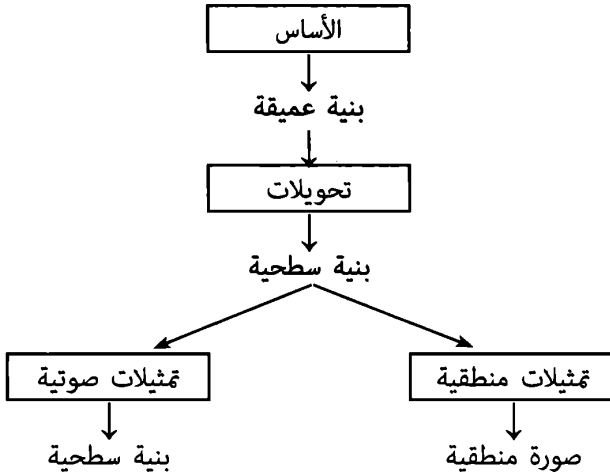 الأساس
بنية عميقة
تحويلات
بنية سطحية
تمثيلات منطقية
تمثيلات صوتية
صورة منطقية
بنية سطحية